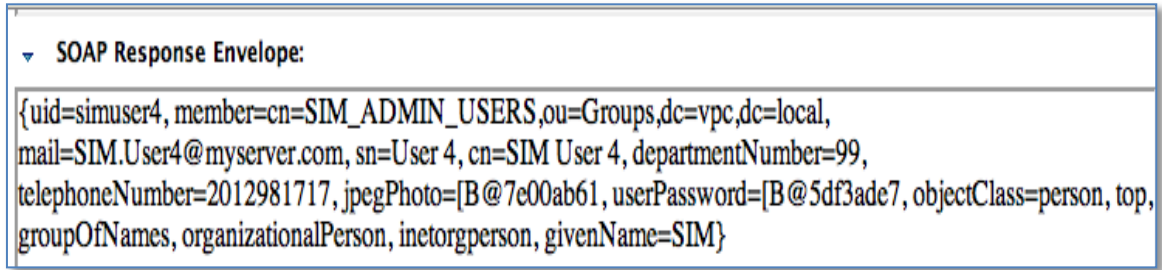 SOAP Response Envelope:
{uid=simuser4, member=cn=SIM_ADMIN_USERS,ou=Groups,dc=vpc,dc=local,
mail=SIM.User4@myserver.com, sn=User 4, cn=SIM User 4, departmentNumber=99,
telephoneNumber=2012981717, jpegPhoto=[B@7e00ab61, userPassword=[B@5df3ade7, objectClass=person, top,
groupOfNames, organizationalPerson, inetorgperson, givenName=SIM}